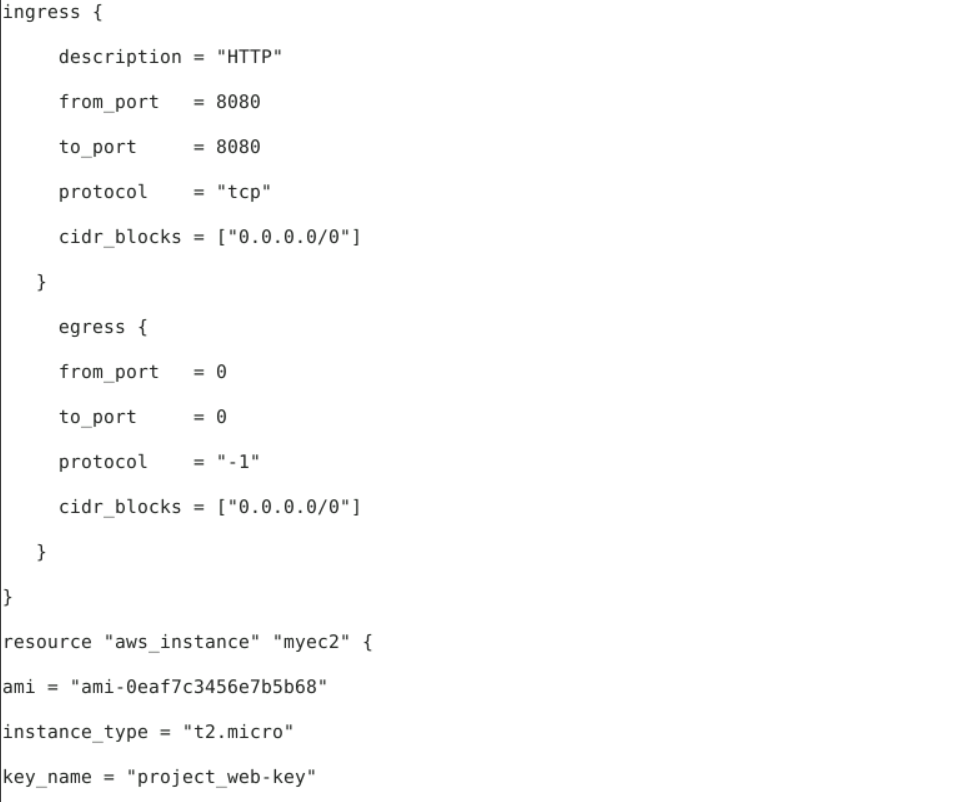 ingress {
description = "HTTP"
from_port = 8080
to_port = 8080
protocol = "tcp"
cidr_blocks = ["0.0.0.0/0"]
}
egress {
from_port = 0
to_port = 0
protocol = "-1"
cidr_blocks = ["0.0.0.0/0"]
}
}
resource "aws_instance" "myec2" {
ami = "ami-0eaf7c3456e7b5b68"
instance_type = "t2.micro"
key_name = "project_web-key"